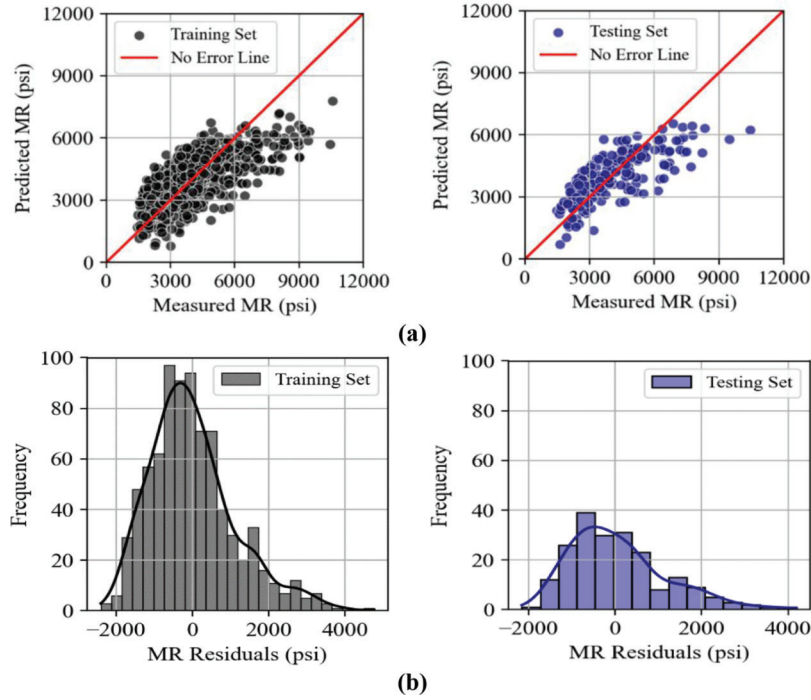 12000
9000
6000
3000
0
Predicted MR (psi)
Training Set
No Error Line
0 3000 6000 9000 12000
Measured MR (psi)
12000
9000
6000
3000
0
Predicted MR (psi)
Testing Set
No Error Line
0 3000 6000 9000 12000
Measured MR (psi)
(a)
100
80
60
40
20
0
Frequency
Training Set
−2000 0 2000 4000
MR Residuals (psi)
100
80
60
40
20
0
Frequency
Testing Set
−2000 0 2000 4000
MR Residuals (psi)
(b)